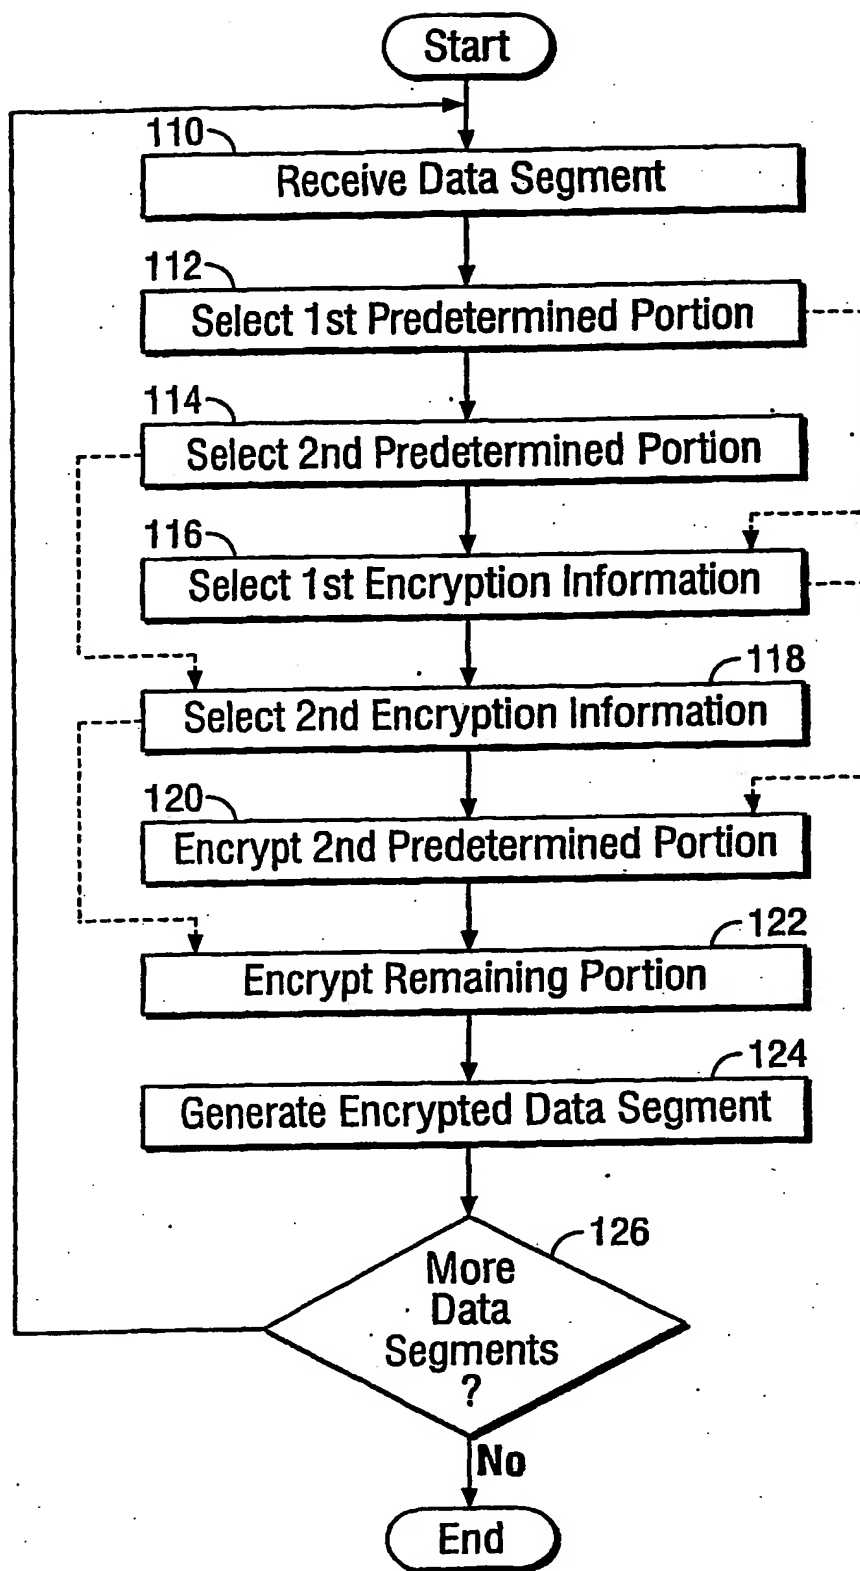 Start
110
Receive Data Segment
112
Select 1st Predetermined Portion
114
Select 2nd Predetermined Portion
116
Select 1st Encryption Information
118
Select 2nd Encryption Information
120
Encrypt 2nd Predetermined Portion
122
Encrypt Remaining Portion
124
Generate Encrypted Data Segment
126
More
Data
Segments
?
No
End